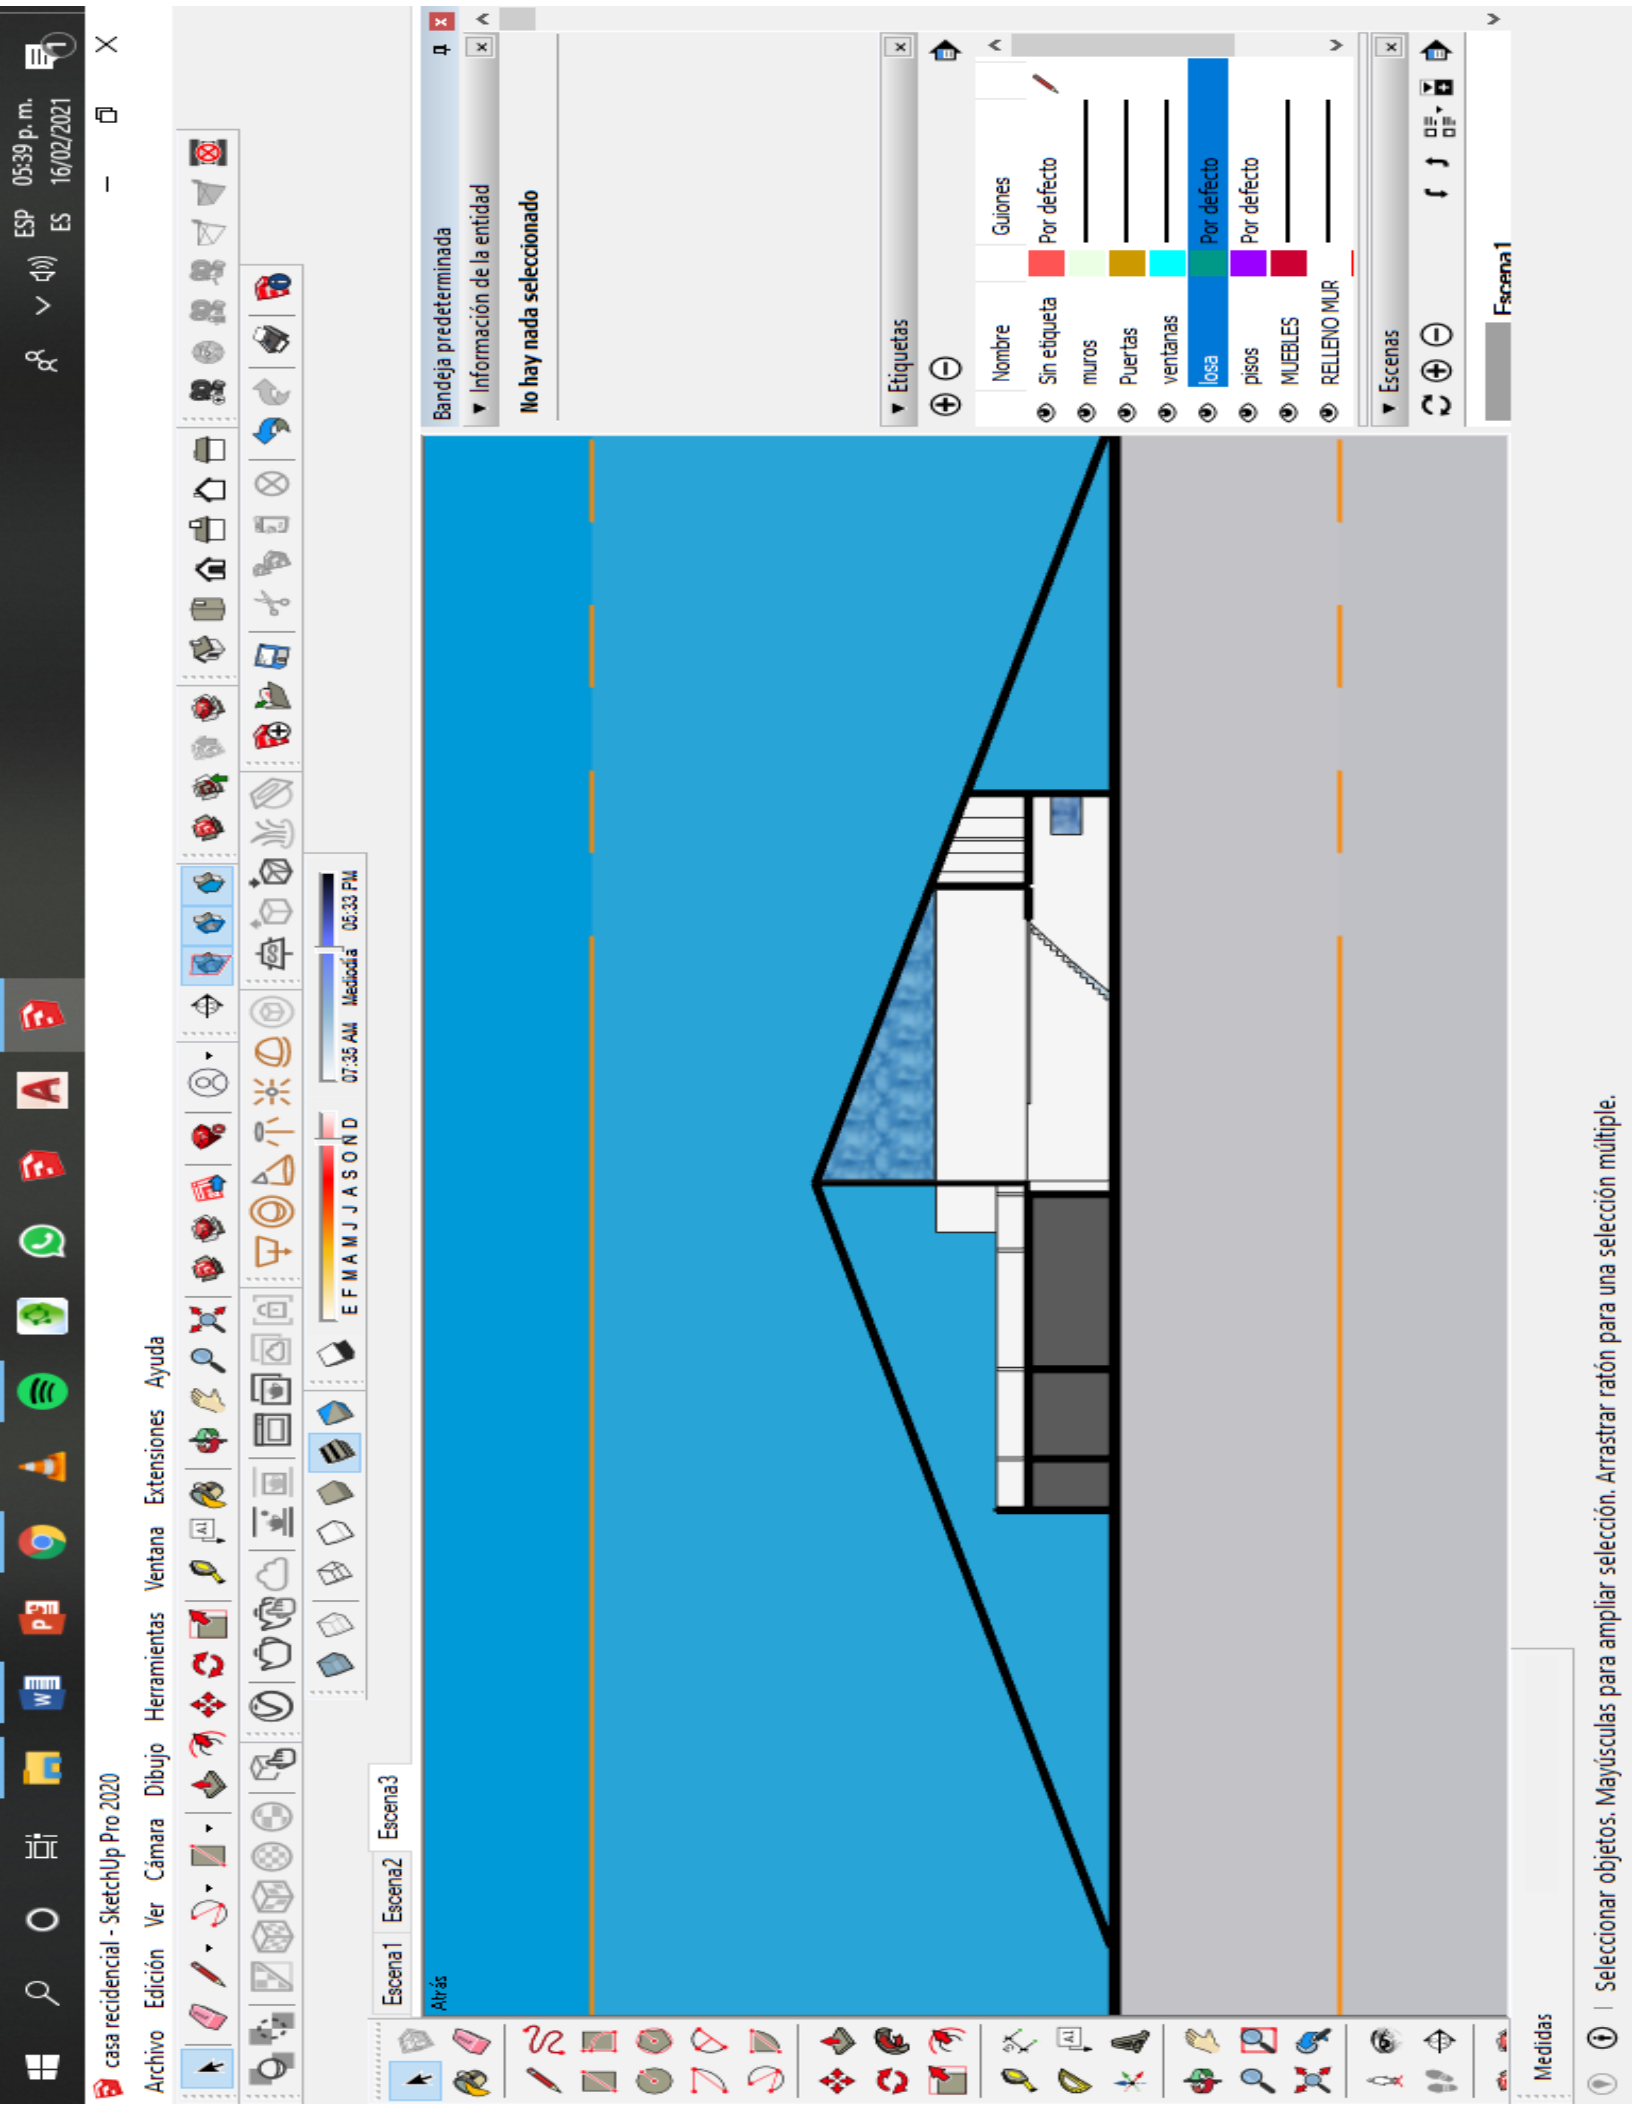 casa recidencial - SketchUp Pro 2020
Archivo Edición Ver Cámara Dibujo Herramientas Ventana Extensiones Ayuda
E F M A M J J A S O N D
07:35 AM Mediodía 05:33 PM
Escena1 Escena2 Escena3
Atrás
Bandeja predeterminada
Información de la entidad
No hay nada seleccionado
Etiquetas
Nombre Guiones
Sin etiqueta Por defecto
muros
Puertas
ventanas
losa Por defecto
pisos Por defecto
MUEBLES
RELLENO MUR
Escenas
Escena1
Medidas
Seleccionar objetos. Mayúsculas para ampliar selección. Arrastrar ratón para una selección múltiple.
ESP 05:39 p. m.
ES 16/02/2021
1